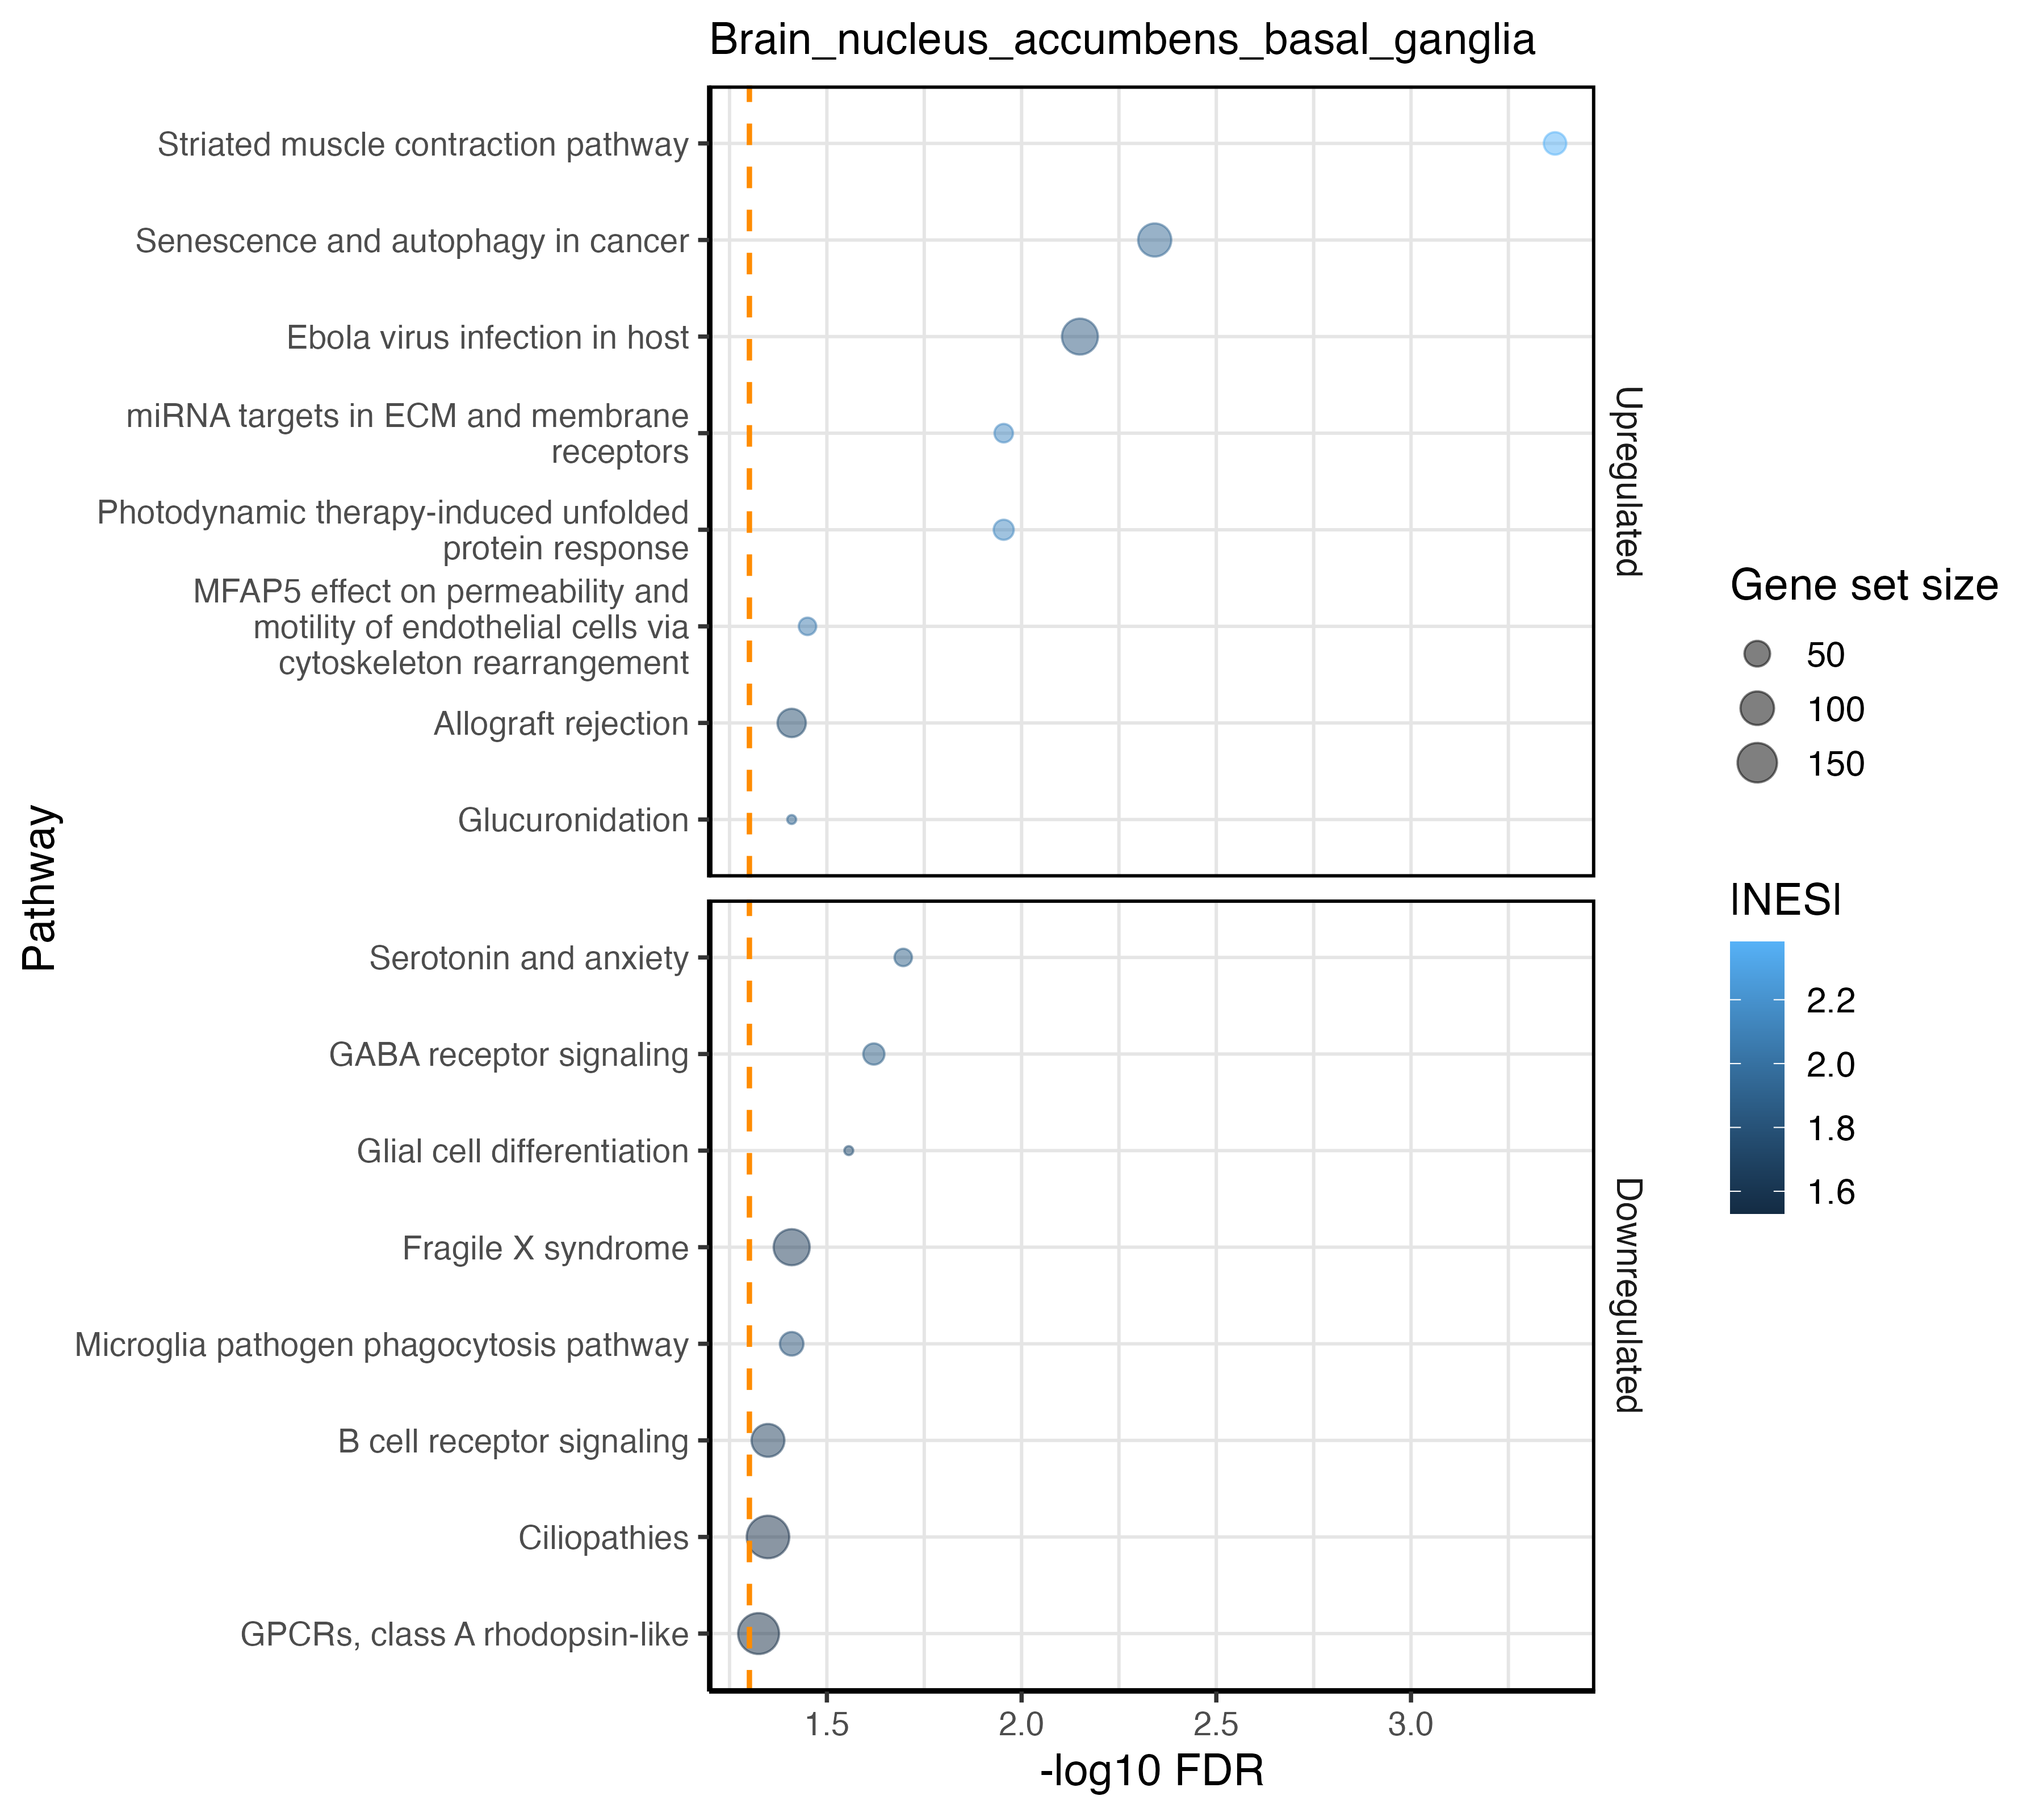 Brain_nucleus_accumbens_basal_ganglia
Striated muscle contraction pathway
Senescence and autophagy in cancer
Ebola virus infection in host
miRNA targets in ECM and membrane
receptors
Photodynamic therapy-induced unfolded
protein response
MFAP5 effect on permeability and
motility of endothelial cells via
cytoskeleton rearrangement
Allograft rejection
Glucuronidation
Upregulated
Serotonin and anxiety
GABA receptor signaling
Glial cell differentiation
Fragile X syndrome
Microglia pathogen phagocytosis pathway
B cell receptor signaling
Ciliopathies
GPCRs, class A rhodopsin-like
Downregulated
Pathway
1.5
2.0
2.5
3.0
-log10 FDR
Gene set size
50
100
150
|NES|
2.2
2.0
1.8
1.6